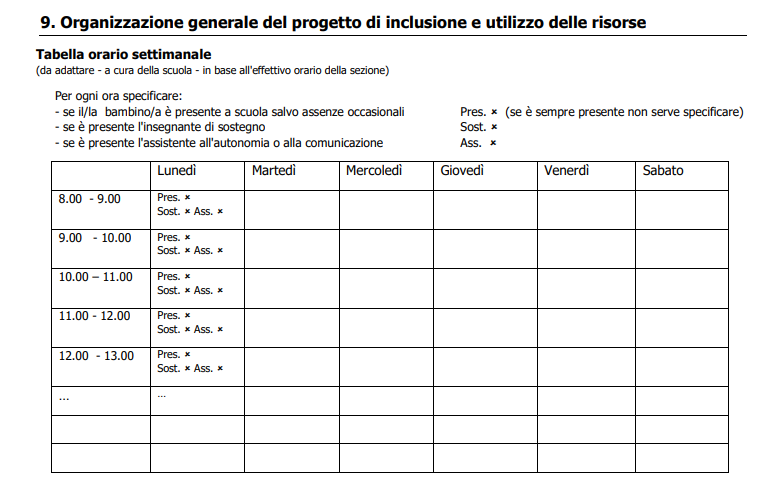 9. Organizzazione generale del progetto di inclusione e utilizzo delle risorse
Tabella orario settimanale
(da adattare - a cura della scuola - in base all'effettivo orario della sezione)
Per ogni ora specificare:
- se il/la bambino/a è presente a scuola salvo assenze occasionali Pres. × (se è sempre presente non serve specificare)
- se è presente l'insegnante di sostegno Sost. ×
- se è presente l'assistente all'autonomia o alla comunicazione Ass. ×
Lunedì Martedì Mercoledì Giovedì Venerdì Sabato
8.00 - 9.00 Pres. ×
Sost. × Ass. ×
9.00 - 10.00 Pres. ×
Sost. × Ass. ×
10.00 – 11.00 Pres. ×
Sost. × Ass. ×
11.00 - 12.00 Pres. ×
Sost. × Ass. ×
12.00 - 13.00 Pres. ×
Sost. × Ass. ×
... ...